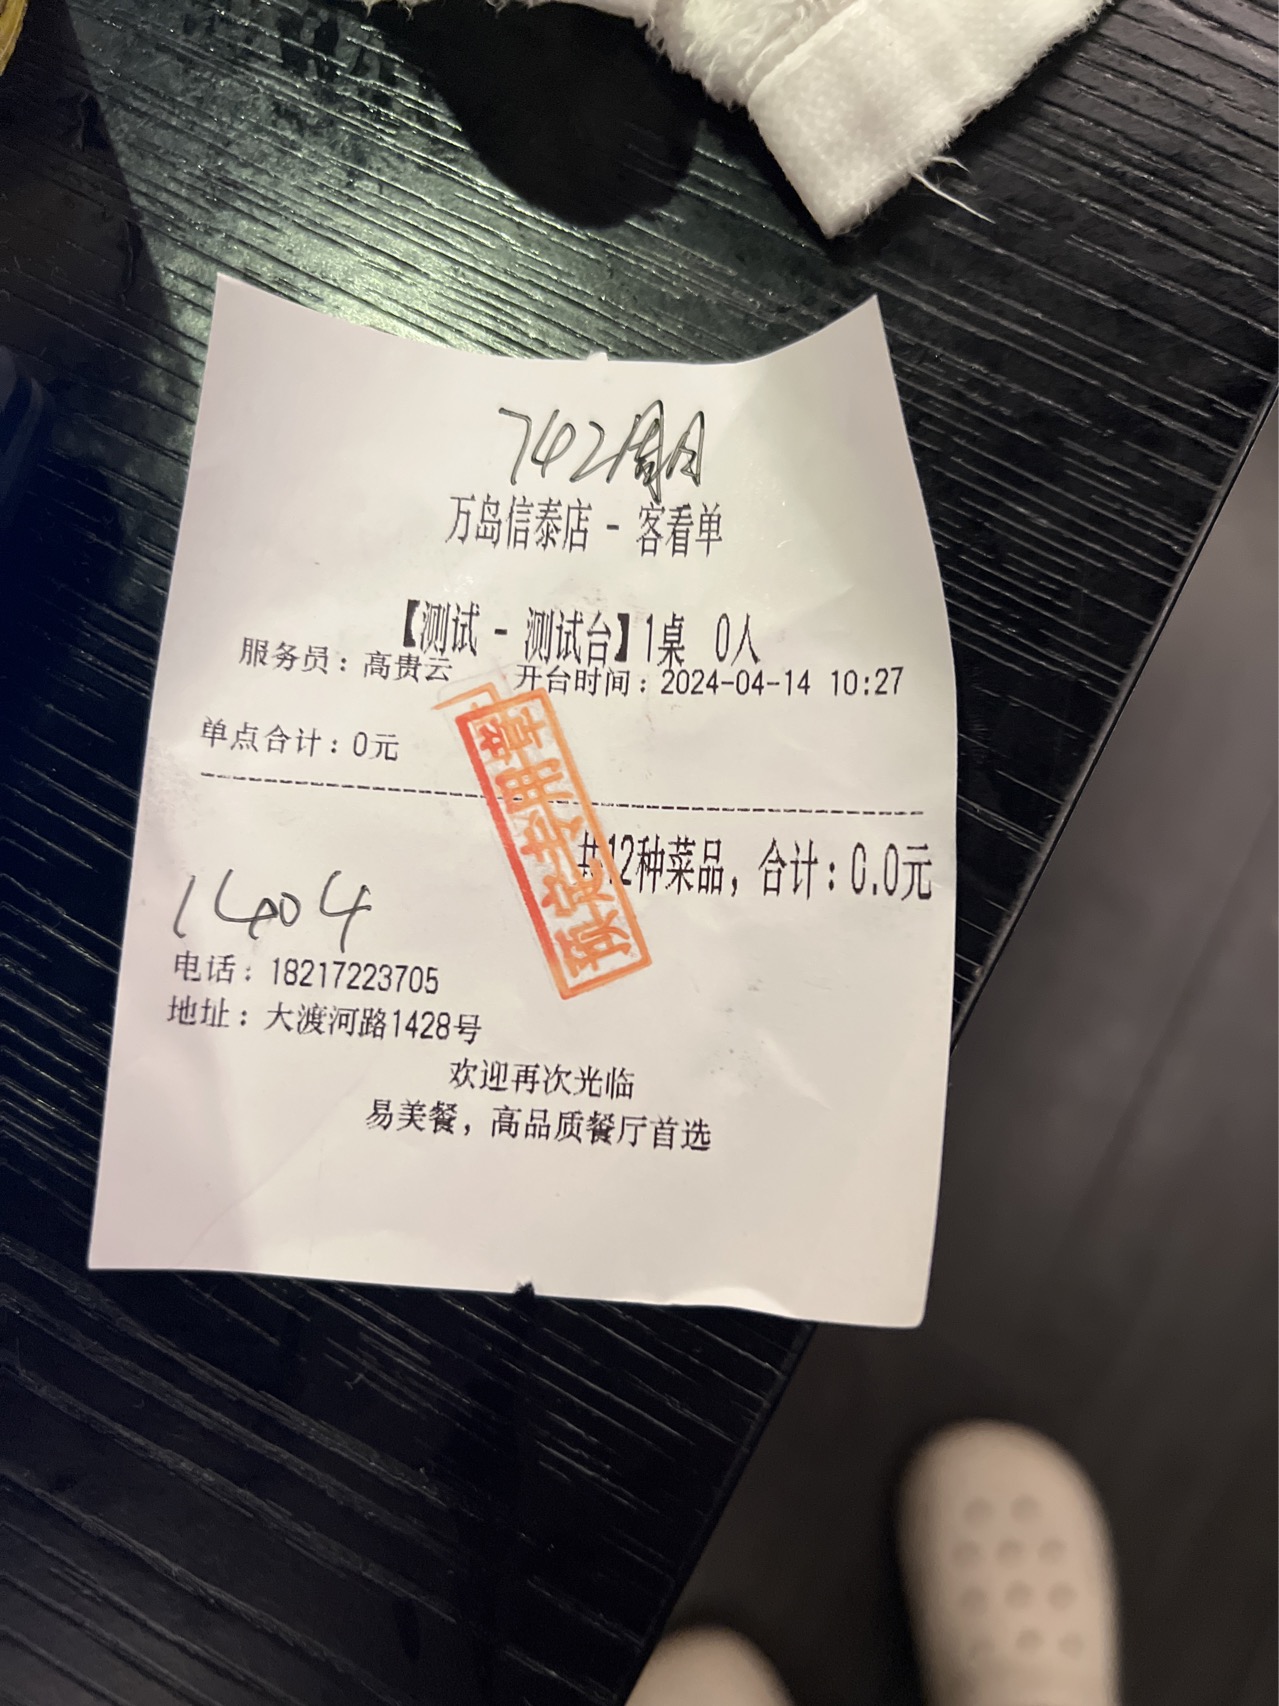 742
万岛信泰店 - 客看单
【测试 - 测试台】1桌 0人
服务员：高贵云 开台时间：2024-04-14 10:27
单点合计：0元
共12种菜品，合计：0.0元
1404
电话：18217223705
地址：大渡河路1428号
欢迎再次光临
易美餐，高品质餐厅首选